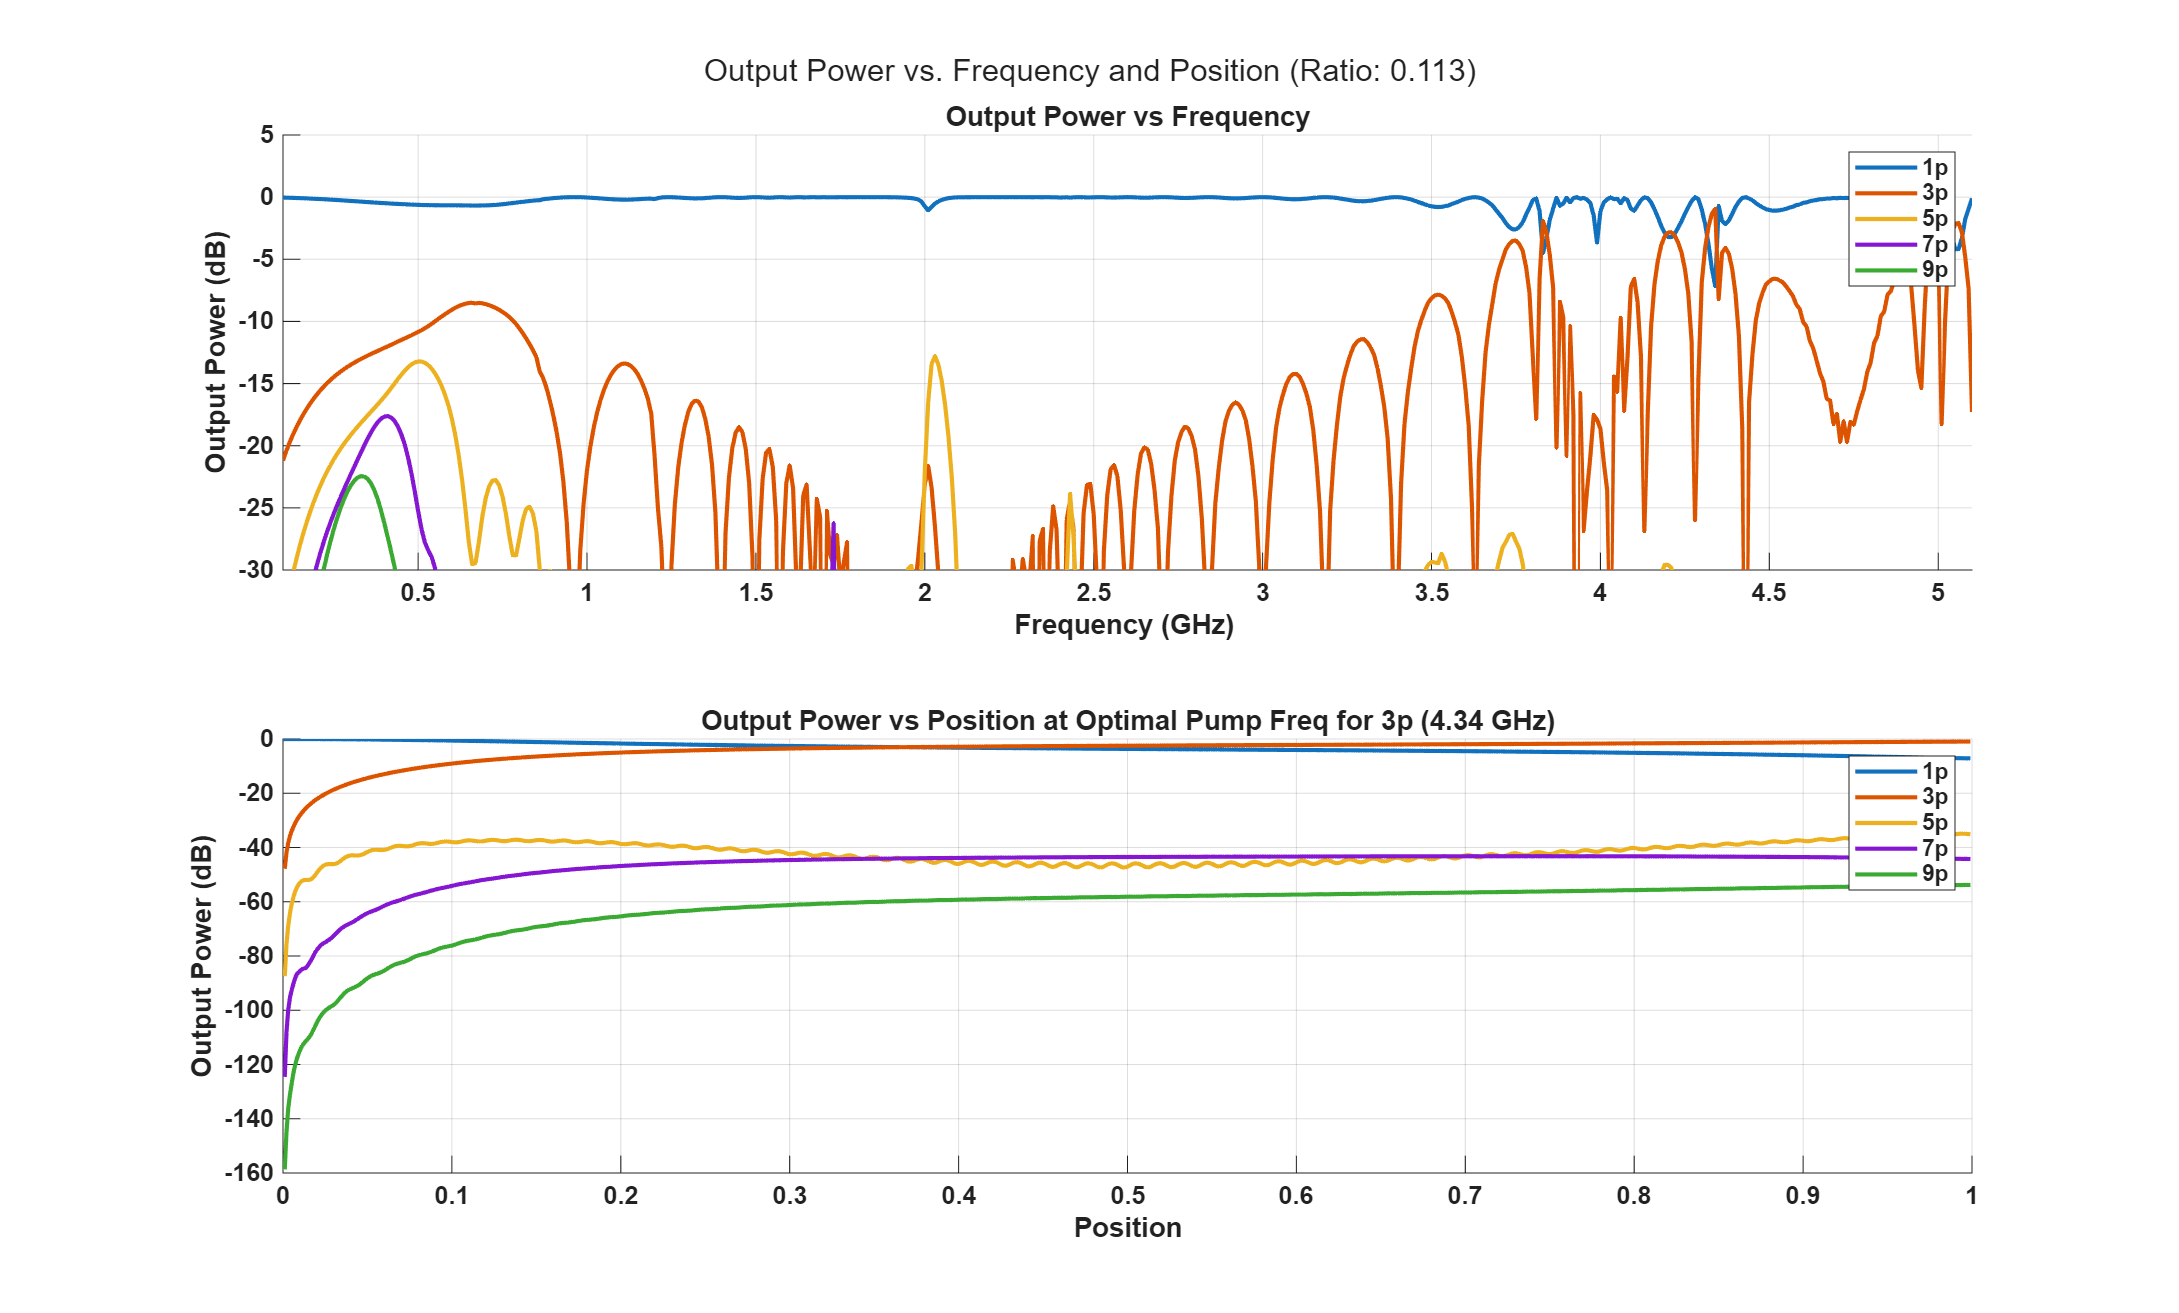 Output Power vs. Frequency and Position (Ratio: 0.113)
Output Power vs Frequency
5
0
-5
-10
-15
-20
-25
-30
Output Power (dB)
0.5 1 1.5 2 2.5 3 3.5 4 4.5 5
Frequency (GHz)
1p
3p
5p
7p
9p
Output Power vs Position at Optimal Pump Freq for 3p (4.34 GHz)
0
-20
-40
-60
-80
-100
-120
-140
-160
Output Power (dB)
0 0.1 0.2 0.3 0.4 0.5 0.6 0.7 0.8 0.9 1
Position
1p
3p
5p
7p
9p